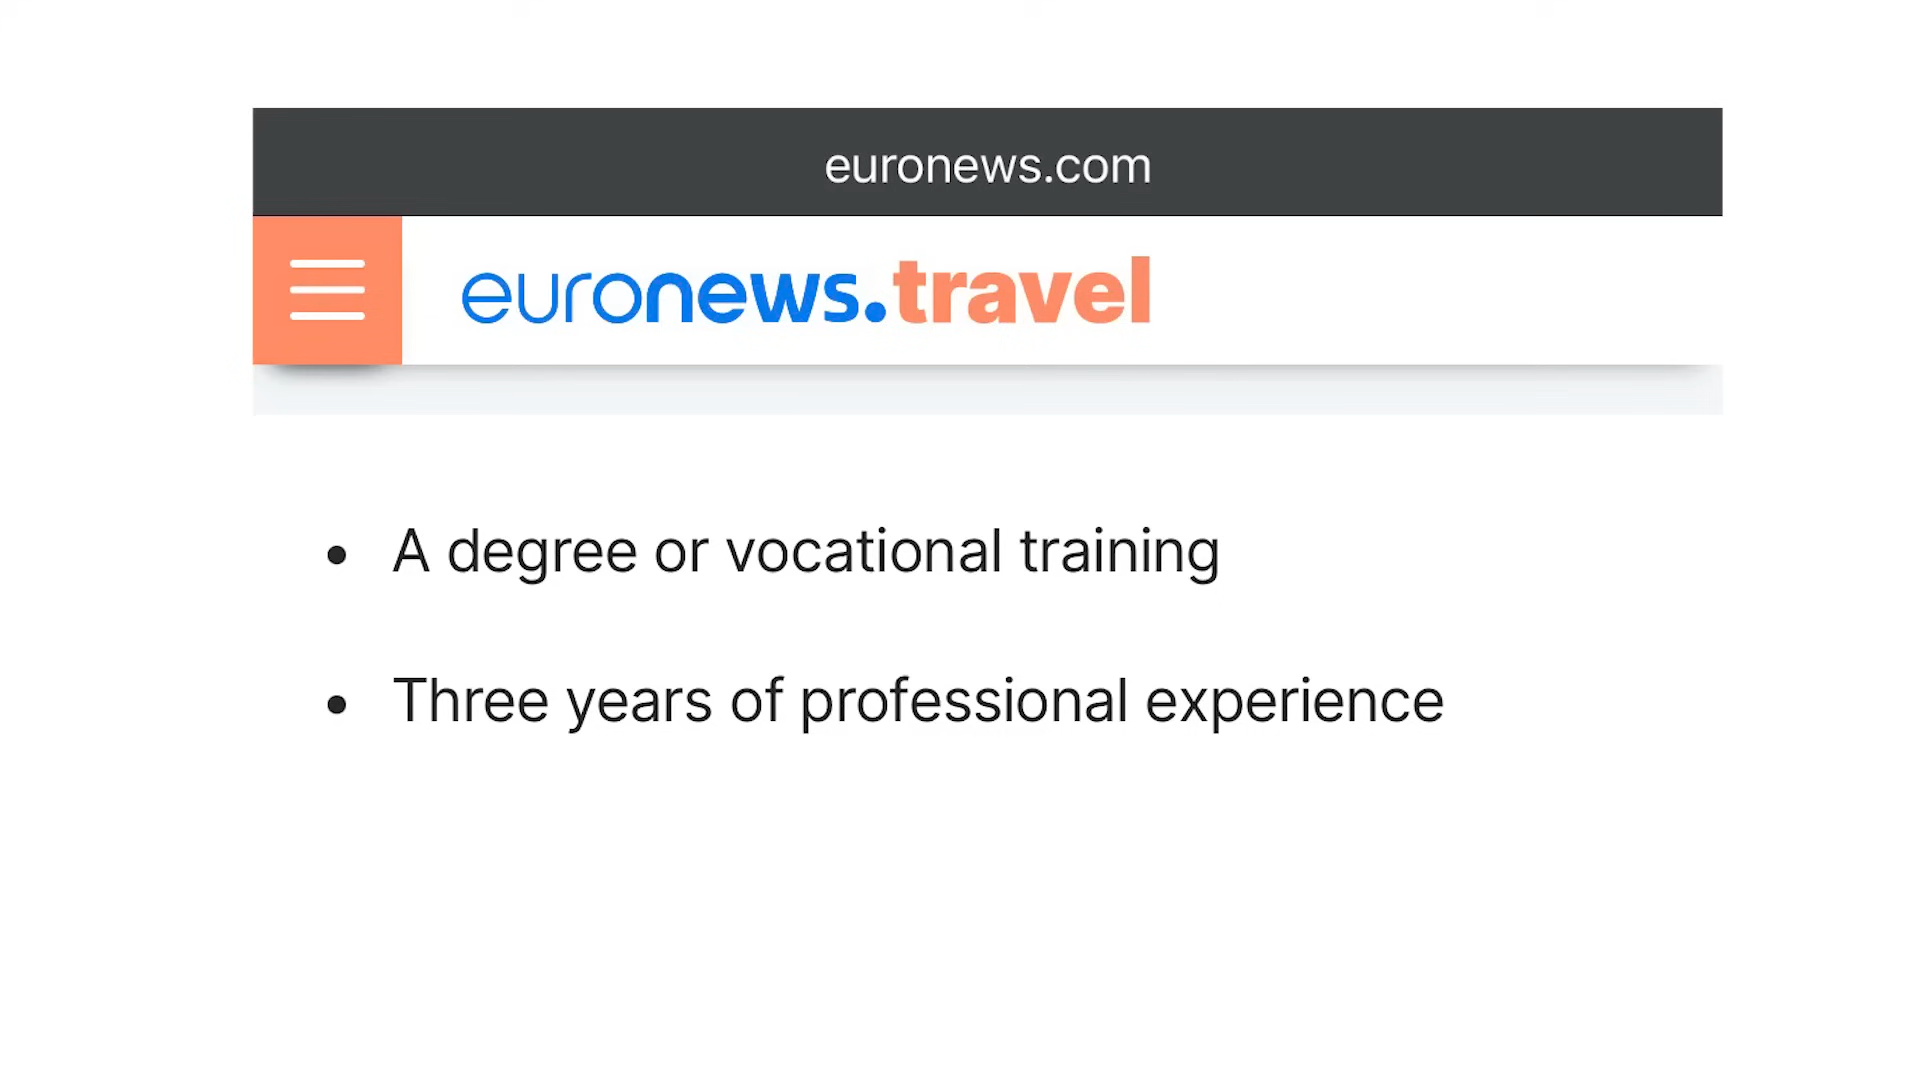 euronews.com
euronews.travel
• A degree or vocational training
• Three years of professional experience